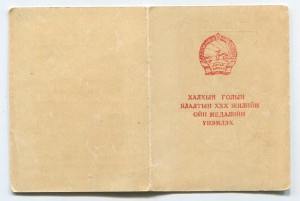 ХАЛХЫН ГОЛЫН
ЯЛАЛТЫН XXX ЖИЛИЙН
ОЙН МЕДАЛИЙН
ҮНЭМЛЭХ